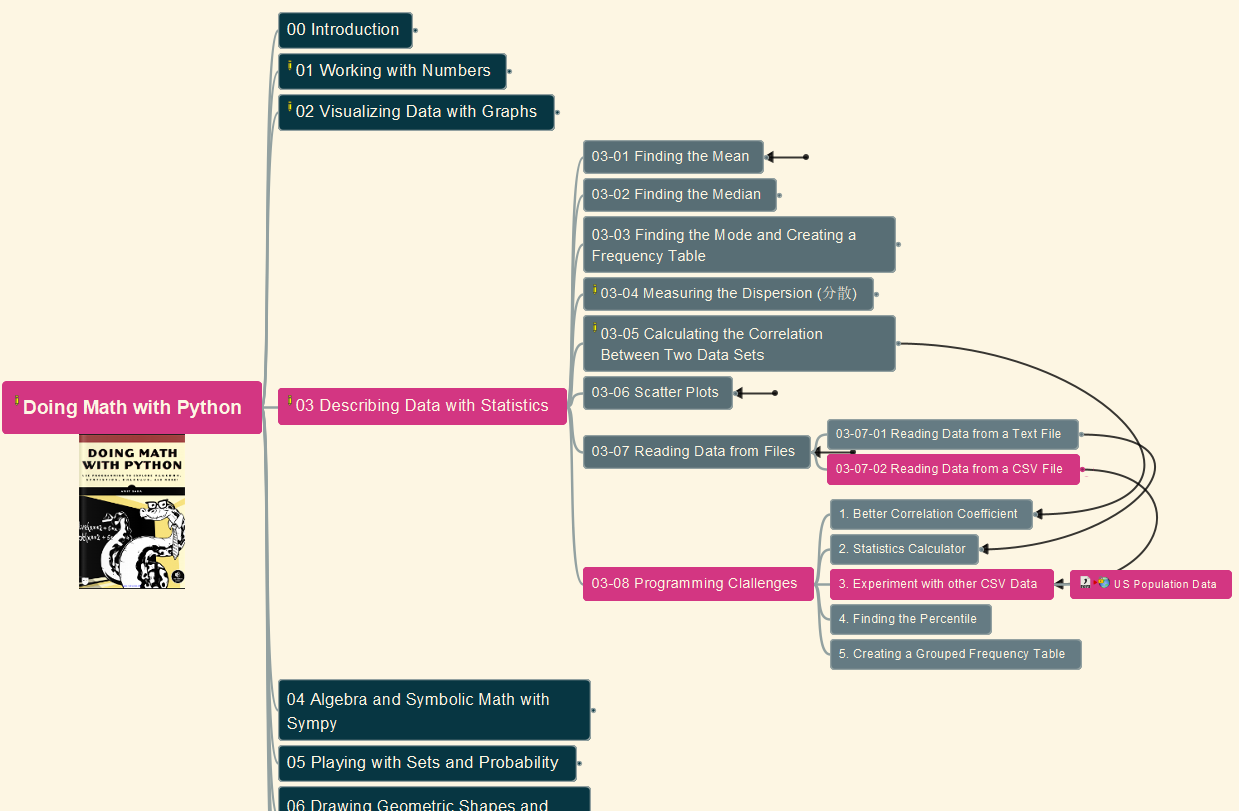 00 Introduction
01 Working with Numbers
02 Visualizing Data with Graphs
03-01 Finding the Mean
03-02 Finding the Median
03-03 Finding the Mode and Creating a
Frequency Table
03-04 Measuring the Dispersion (分散)
03-05 Calculating the Correlation
Between Two Data Sets
03-06 Scatter Plots
Doing Math with Python
03 Describing Data with Statistics
03-07 Reading Data from Files
03-07-01 Reading Data from a Text File
03-07-02 Reading Data from a CSV File
DOING MATH
WITH PYTHON
1. Better Correlation Coefficient
2. Statistics Calculator
03-08 Programming Clallenges
3. Experiment with other CSV Data
US Population Data
4. Finding the Percentile
5. Creating a Grouped Frequency Table
04 Algebra and Symbolic Math with
Sympy
05 Playing with Sets and Probability
06 Drawing Geometric Shapes and